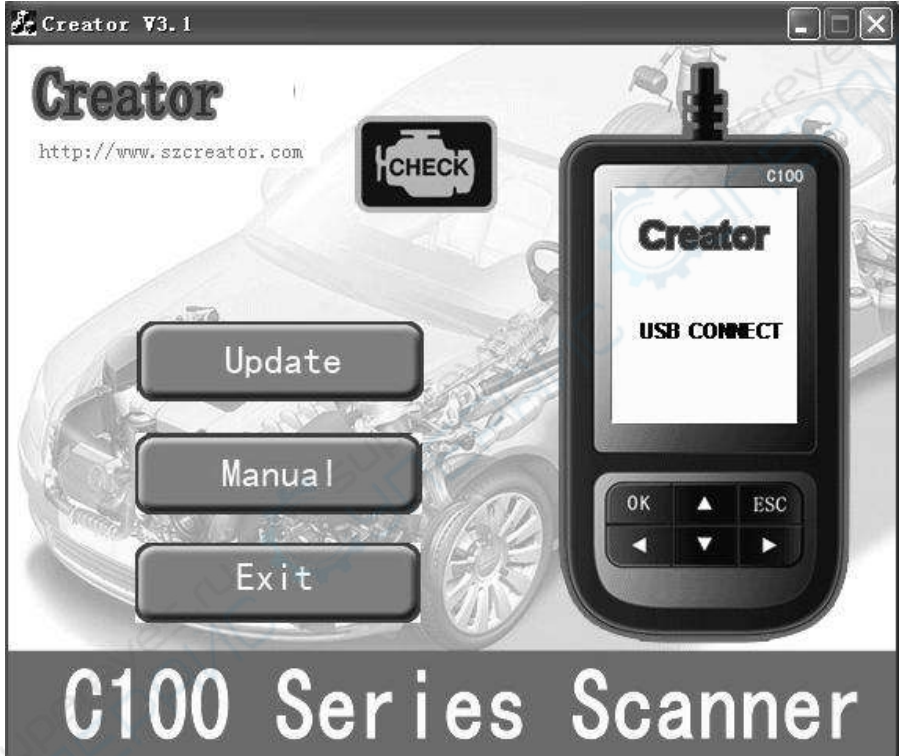 Creator V3.1
Creator
http://www.szcreator.com
CHECK
C100
Creator
USB CONNECT
Update
Manual
Exit
OK
ESC
C100 Series Scanner